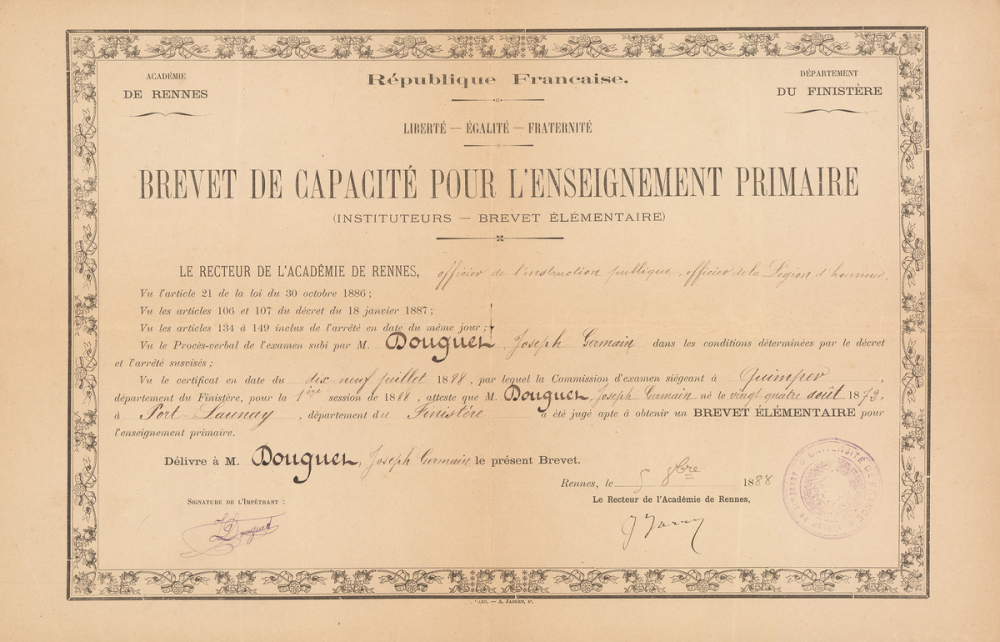 ACADÉMIE
DE RENNES
République Francaise.
DÉPARTEMENT
DU FINISTÈRE
LIBERTÉ — ÉGALITÉ — FRATERNITÉ
BREVET DE CAPACITÉ POUR L'ENSEIGNEMENT PRIMAIRE
(INSTITUTEURS — BREVET ÉLÉMENTAIRE)
LE RECTEUR DE L'ACADÉMIE DE RENNES, officier de l'instruction publique, officier de la Légion d'honneur,
Vu l'article 21 de la loi du 30 octobre 1886;
Vu les articles 106 et 107 du décret du 18 janvier 1887;
Vu les articles 134 à 149 inclus de l'arrêté en date du même jour;
Vu le Procès-verbal de l'examen subi par M. Douguet, Joseph Germain dans les conditions déterminées par le décret
et l'arrêté susvisés;
Vu le certificat en date du dix neuf juillet 1888, par lequel la Commission d'examen siégeant à Quimper,
département du Finistère, pour la 1ère session de 1888, atteste que M. Douguet, Joseph Germain né le vingt quatre août 1872,
à Port-Launay, département du Finistère a été jugé apte à obtenir un BREVET ÉLÉMENTAIRE pour
l'enseignement primaire.
Délivré à M. Douguet, Joseph Germain le présent Brevet.
Rennes, le 5 8bre 1888
Le Recteur de l'Académie de Rennes,
SIGNATURE DE L'IMPÉTRANT :
J Douguet
J Jarry